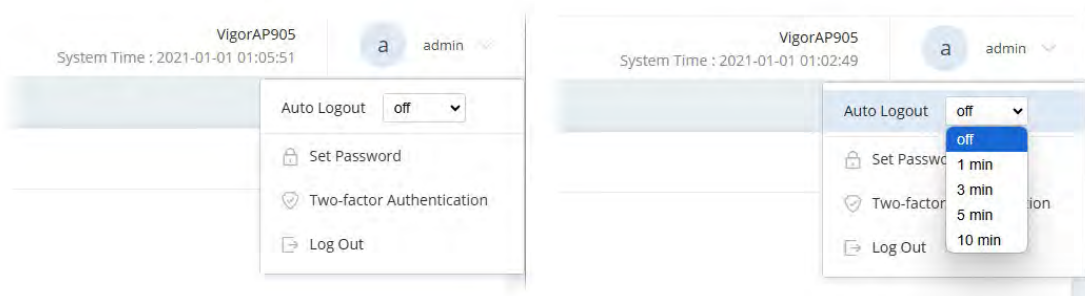 VigorAP905
System Time : 2021-01-01 01:05:51
a
admin
Auto Logout off
Set Password
Two-factor Authentication
Log Out
VigorAP905
System Time : 2021-01-01 01:02:49
a
admin
Auto Logout off
off
1 min
3 min
5 min
10 min
Set Passwo
Two-factor
ion
Log Out